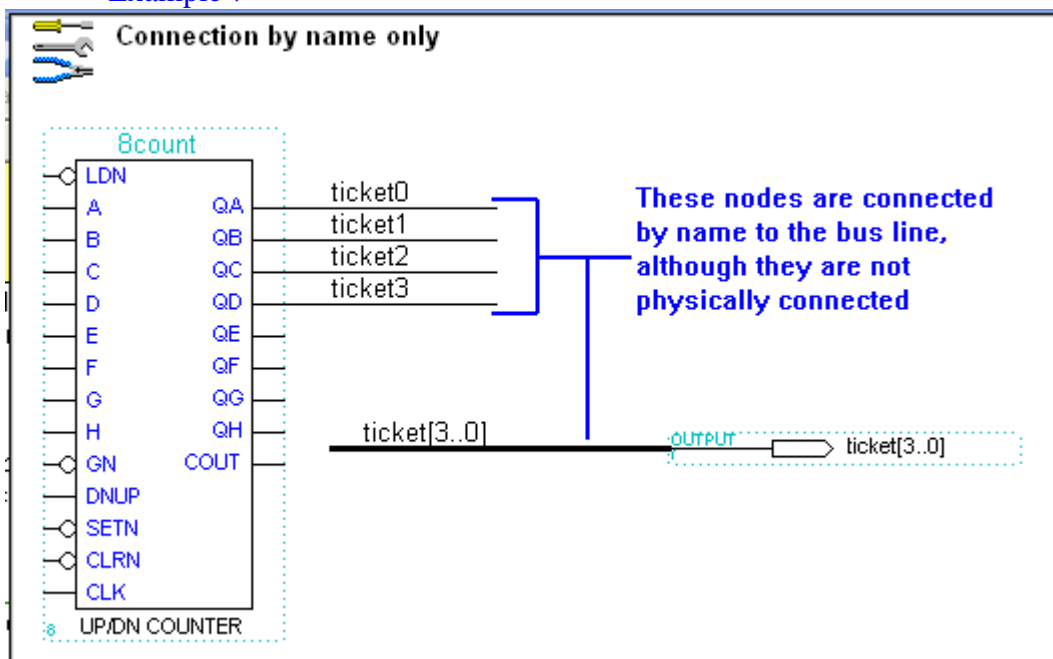 Connection by name only
8count
LDN
A QA ticket0
B QB ticket1
C QC ticket2
D QD ticket3
E QE
F QF
G QG
H QH
GN COUT
DNUP
SETN
CLRN
CLK
8 UP/DN COUNTER
These nodes are connected
by name to the bus line,
although they are not
physically connected
ticket[3..0]
OUTPUT ticket[3..0]